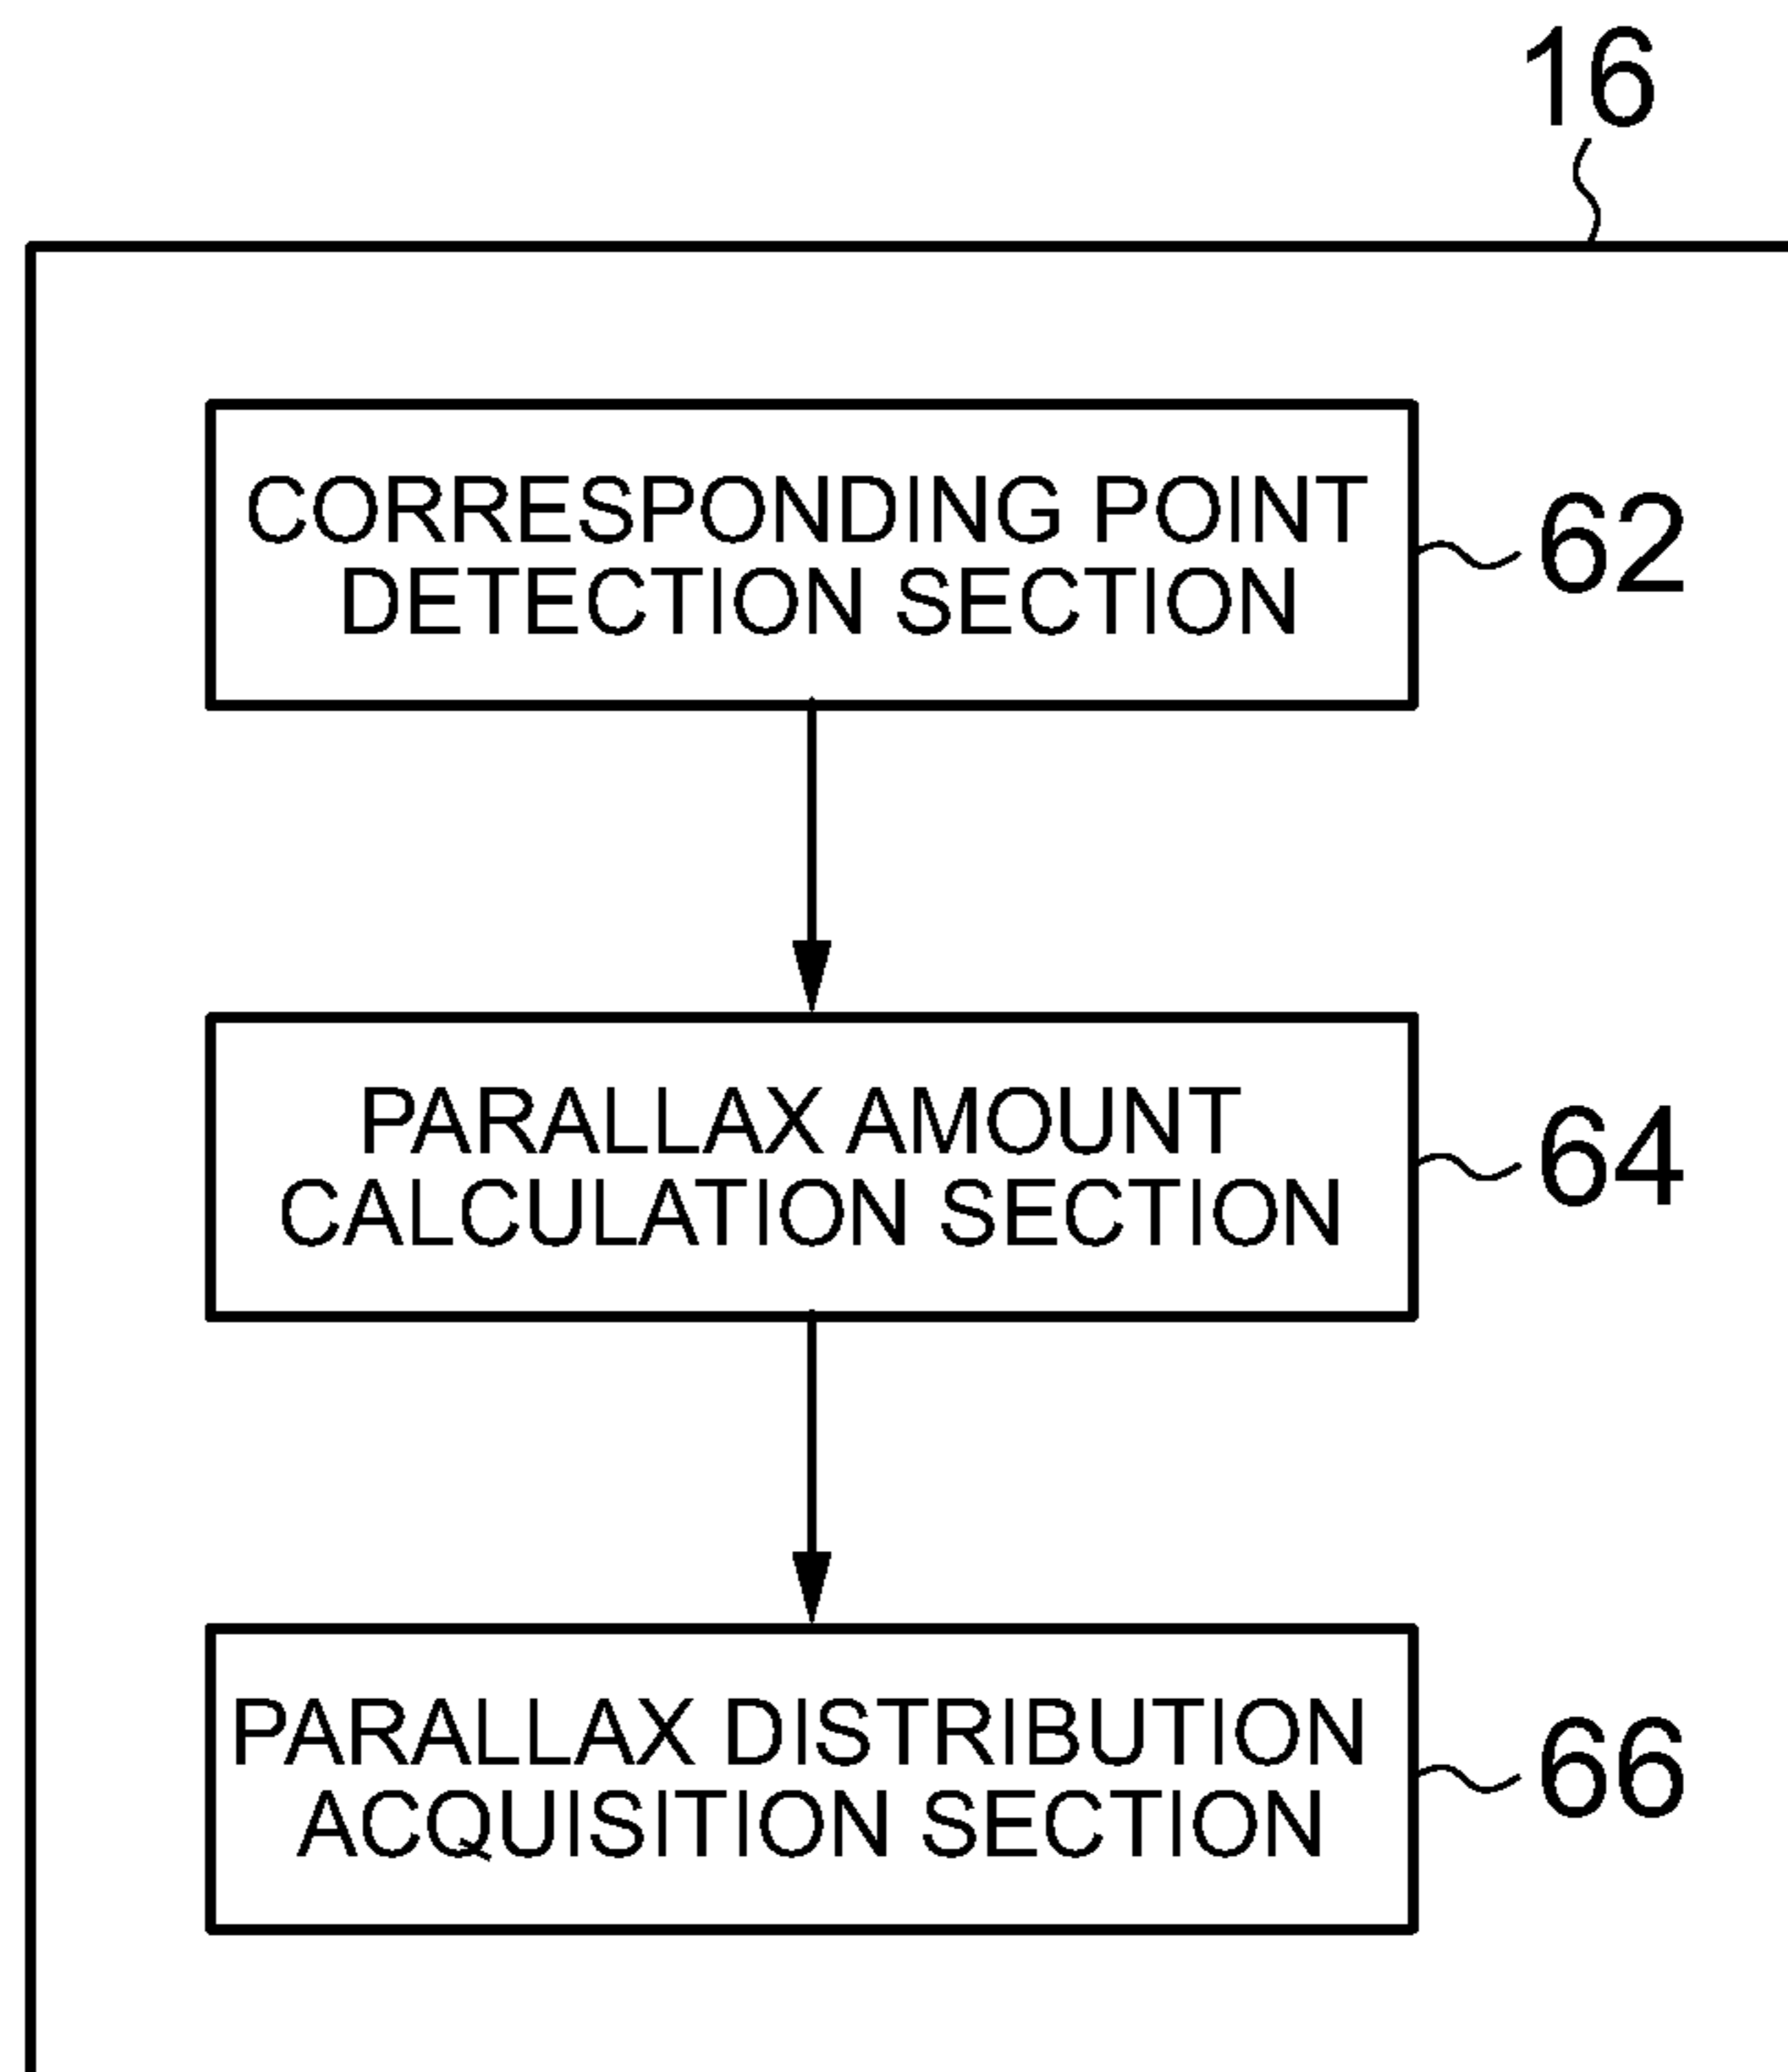 16
CORRESPONDING POINT
DETECTION SECTION
62
PARALLAX AMOUNT
CALCULATION SECTION
64
PARALLAX DISTRIBUTION
ACQUISITION SECTION
66